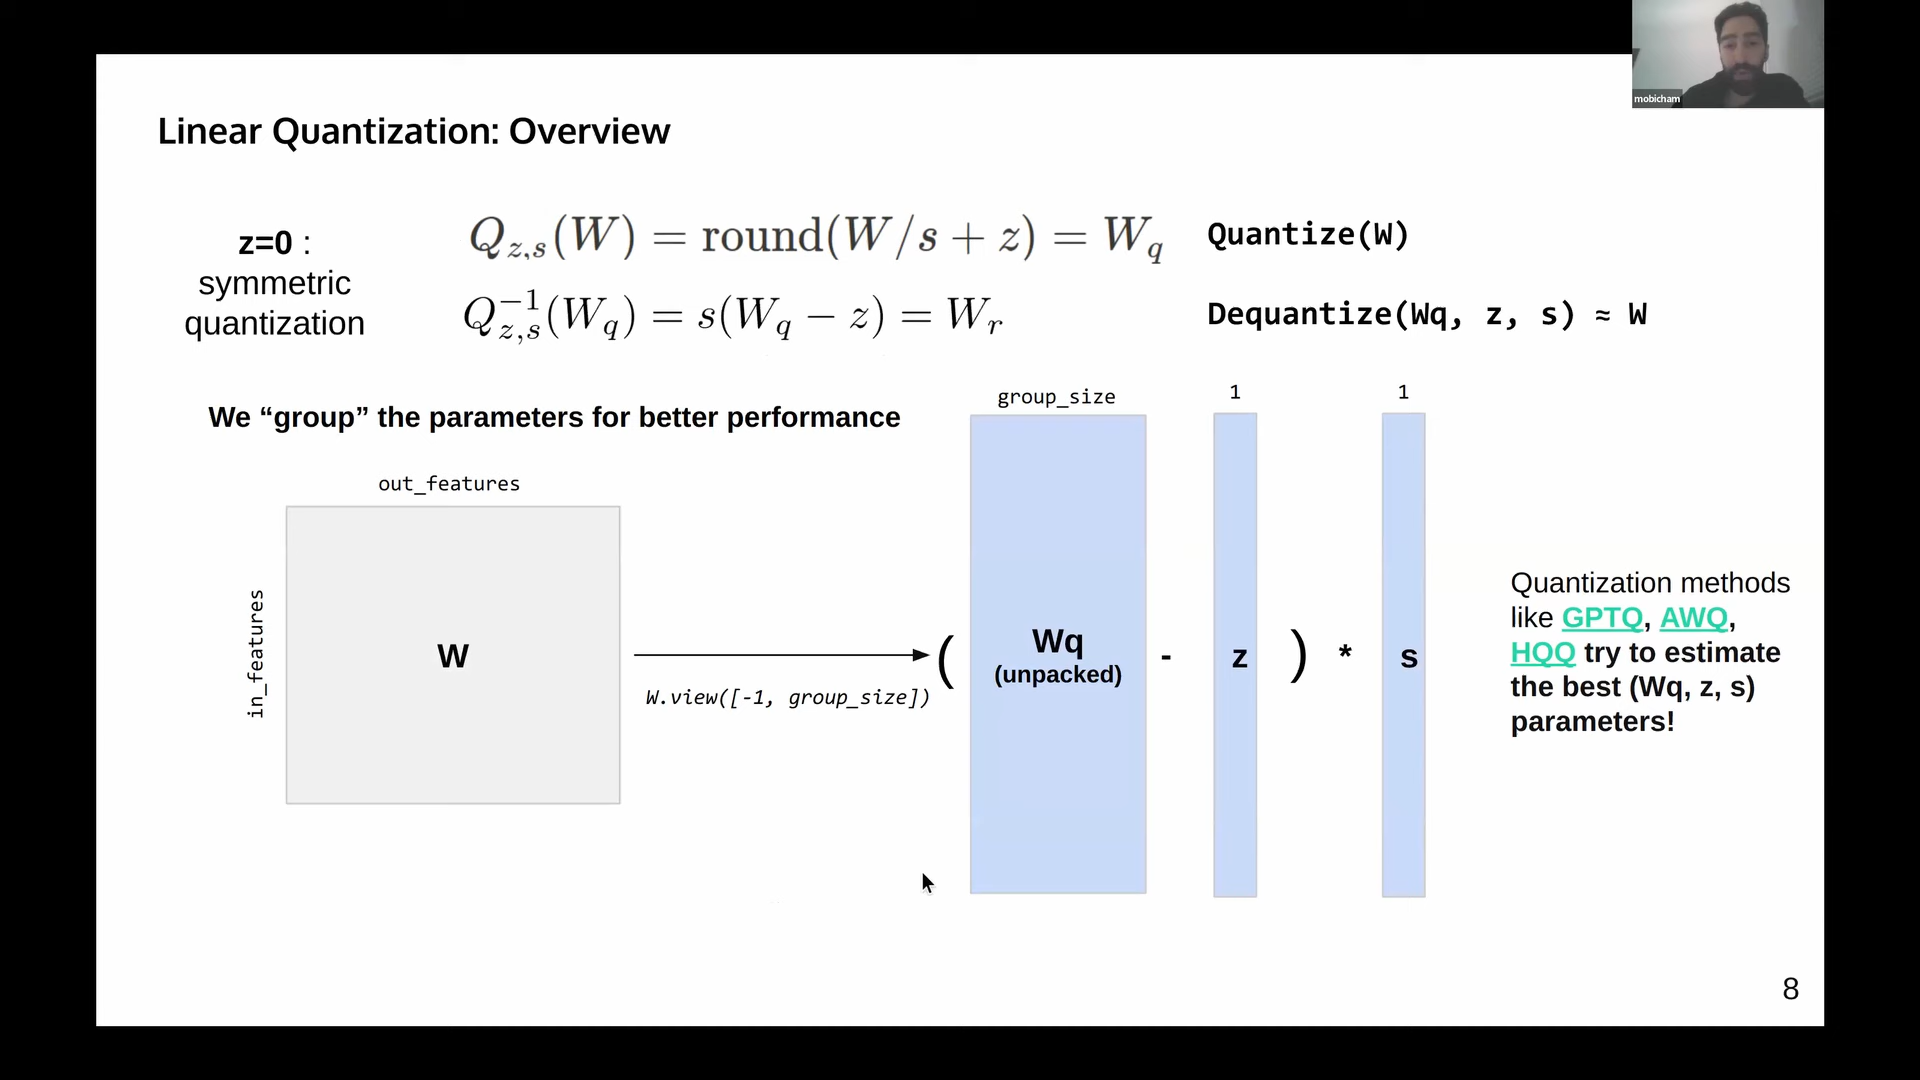 mobicham
Linear Quantization: Overview
z=0 :
symmetric
quantization
Q_{z,s}(W) = round(W/s + z) = W_q
Quantize(W)
Q_{z,s}^{-1}(W_q) = s(W_q − z) = W_r
Dequantize(Wq, z, s) ≈ W
We “group” the parameters for better performance
out_features
in_features
W
W.view([-1, group_size])
group_size
1
1
(
Wq
(unpacked)
-
z
)
*
s
Quantization methods
like GPTQ, AWQ,
HQQ try to estimate
the best (Wq, z, s)
parameters!
8